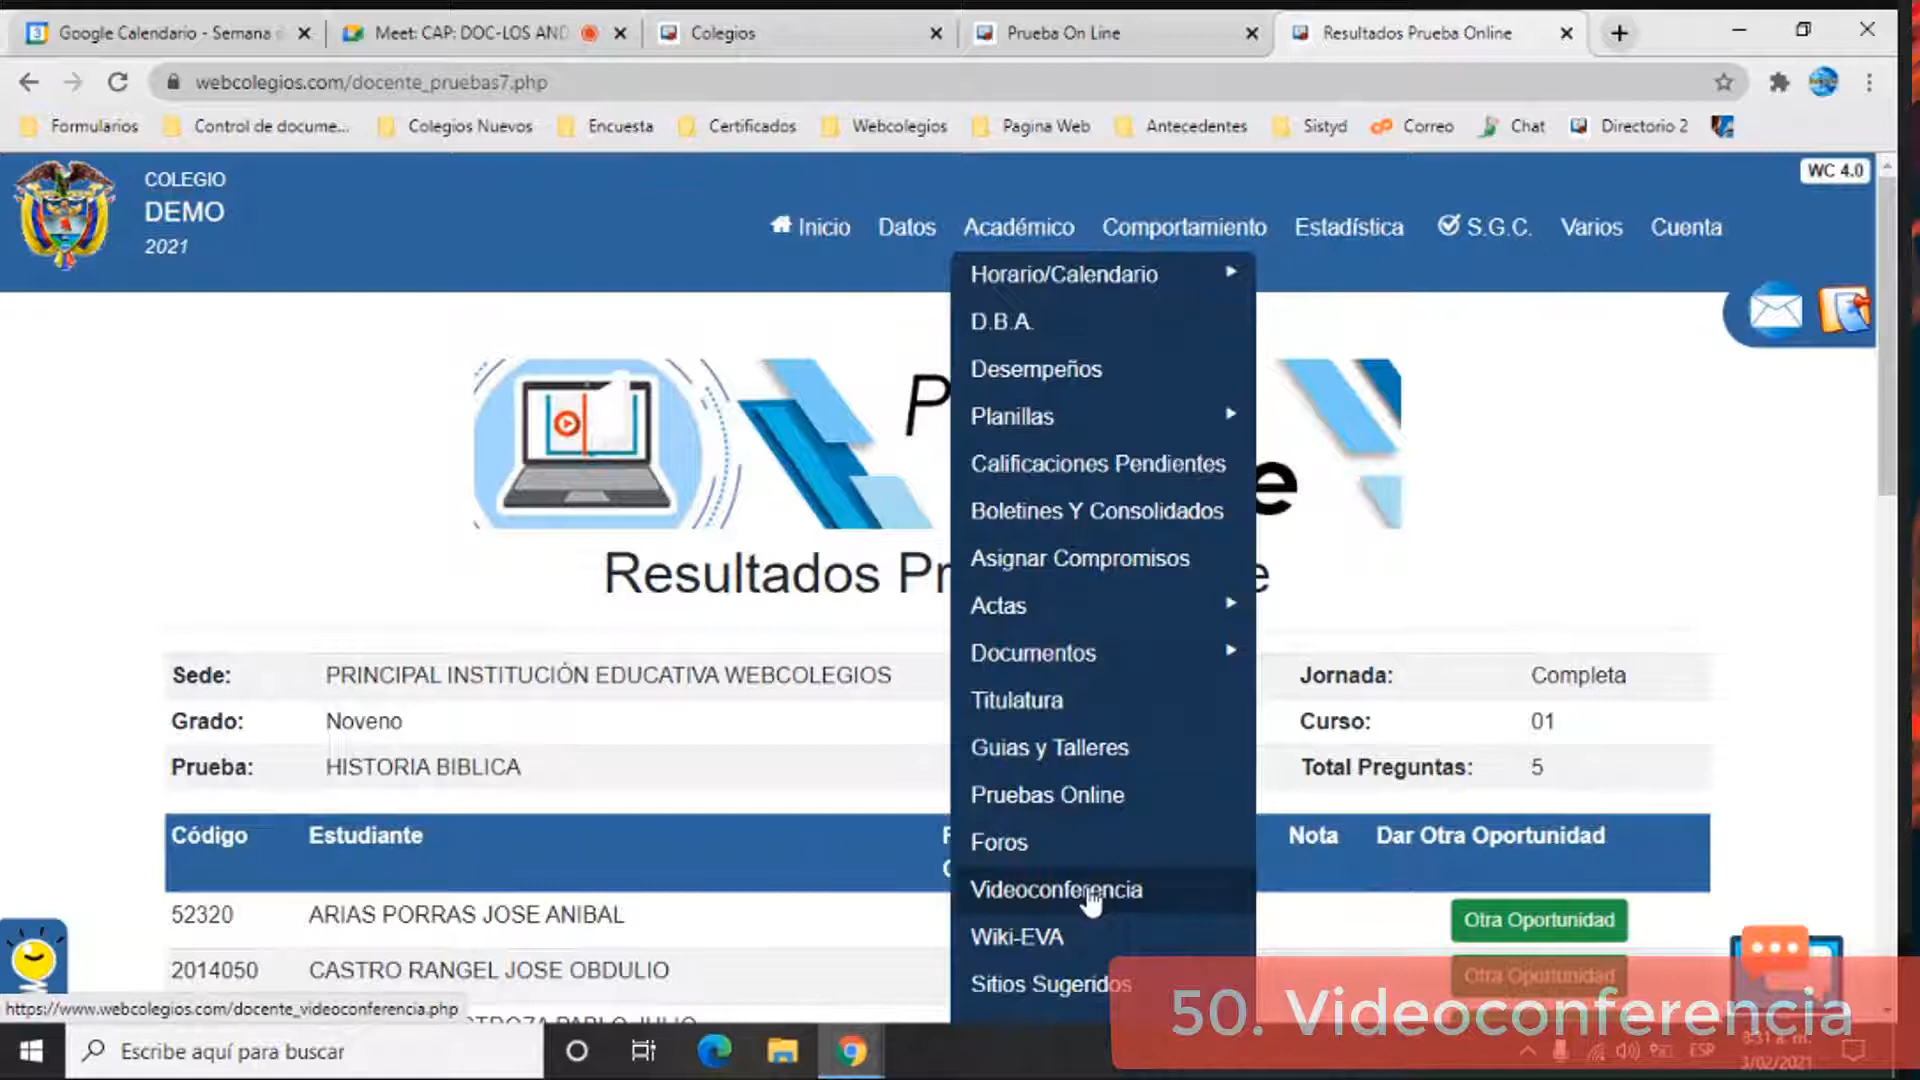 Google Calendario - Semana
Meet: CAP: DOC-LOS AND
Colegios
Prueba On Line
Resultados Prueba Online
webcolegios.com/docente_pruebas7.php
Formularios
Control de docume...
Colegios Nuevos
Encuesta
Certificados
Webcolegios
Pagina Web
Antecedentes
Sistyd
Correo
Chat
Directorio 2
WC 4.0
COLEGIO
DEMO
2021
Inicio
Datos
Académico
Comportamiento
Estadística
S.G.C.
Varios
Cuenta
Horario/Calendario
D.B.A.
Desempeños
Planillas
Calificaciones Pendientes
Boletines Y Consolidados
Asignar Compromisos
Actas
Documentos
Titulatura
Guias y Talleres
Pruebas Online
Foros
Videoconferencia
Wiki-EVA
Sitios Sugeridos
P
e
Resultados Pr
e
Sede: PRINCIPAL INSTITUCIÓN EDUCATIVA WEBCOLEGIOS
Jornada: Completa
Grado: Noveno
Curso: 01
Prueba: HISTORIA BIBLICA
Total Preguntas: 5
Código Estudiante Nota Dar Otra Oportunidad
52320 ARIAS PORRAS JOSE ANIBAL Otra Oportunidad
2014050 CASTRO RANGEL JOSE OBDULIO Otra Oportunidad
https://www.webcolegios.com/docente_videoconferencia.php
50. Videoconferencia
Escribe aquí para buscar
ESP
3/02/2021